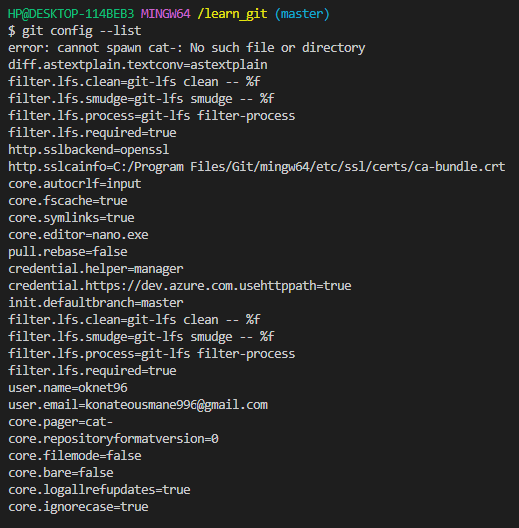 HP@DESKTOP-114BEB3 MINGW64 /learn_git (master)
$ git config --list
error: cannot spawn cat-: No such file or directory
diff.astextplain.textconv=astextplain
filter.lfs.clean=git-lfs clean -- %f
filter.lfs.smudge=git-lfs smudge -- %f
filter.lfs.process=git-lfs filter-process
filter.lfs.required=true
http.sslbackend=openssl
http.sslcainfo=C:/Program Files/Git/mingw64/etc/ssl/certs/ca-bundle.crt
core.autocrlf=input
core.fscache=true
core.symlinks=true
core.editor=nano.exe
pull.rebase=false
credential.helper=manager
credential.https://dev.azure.com.usehttppath=true
init.defaultbranch=master
filter.lfs.clean=git-lfs clean -- %f
filter.lfs.smudge=git-lfs smudge -- %f
filter.lfs.process=git-lfs filter-process
filter.lfs.required=true
user.name=oknet96
user.email=konateousmane996@gmail.com
core.pager=cat-
core.repositoryformatversion=0
core.filemode=false
core.bare=false
core.logallrefupdates=true
core.ignorecase=true